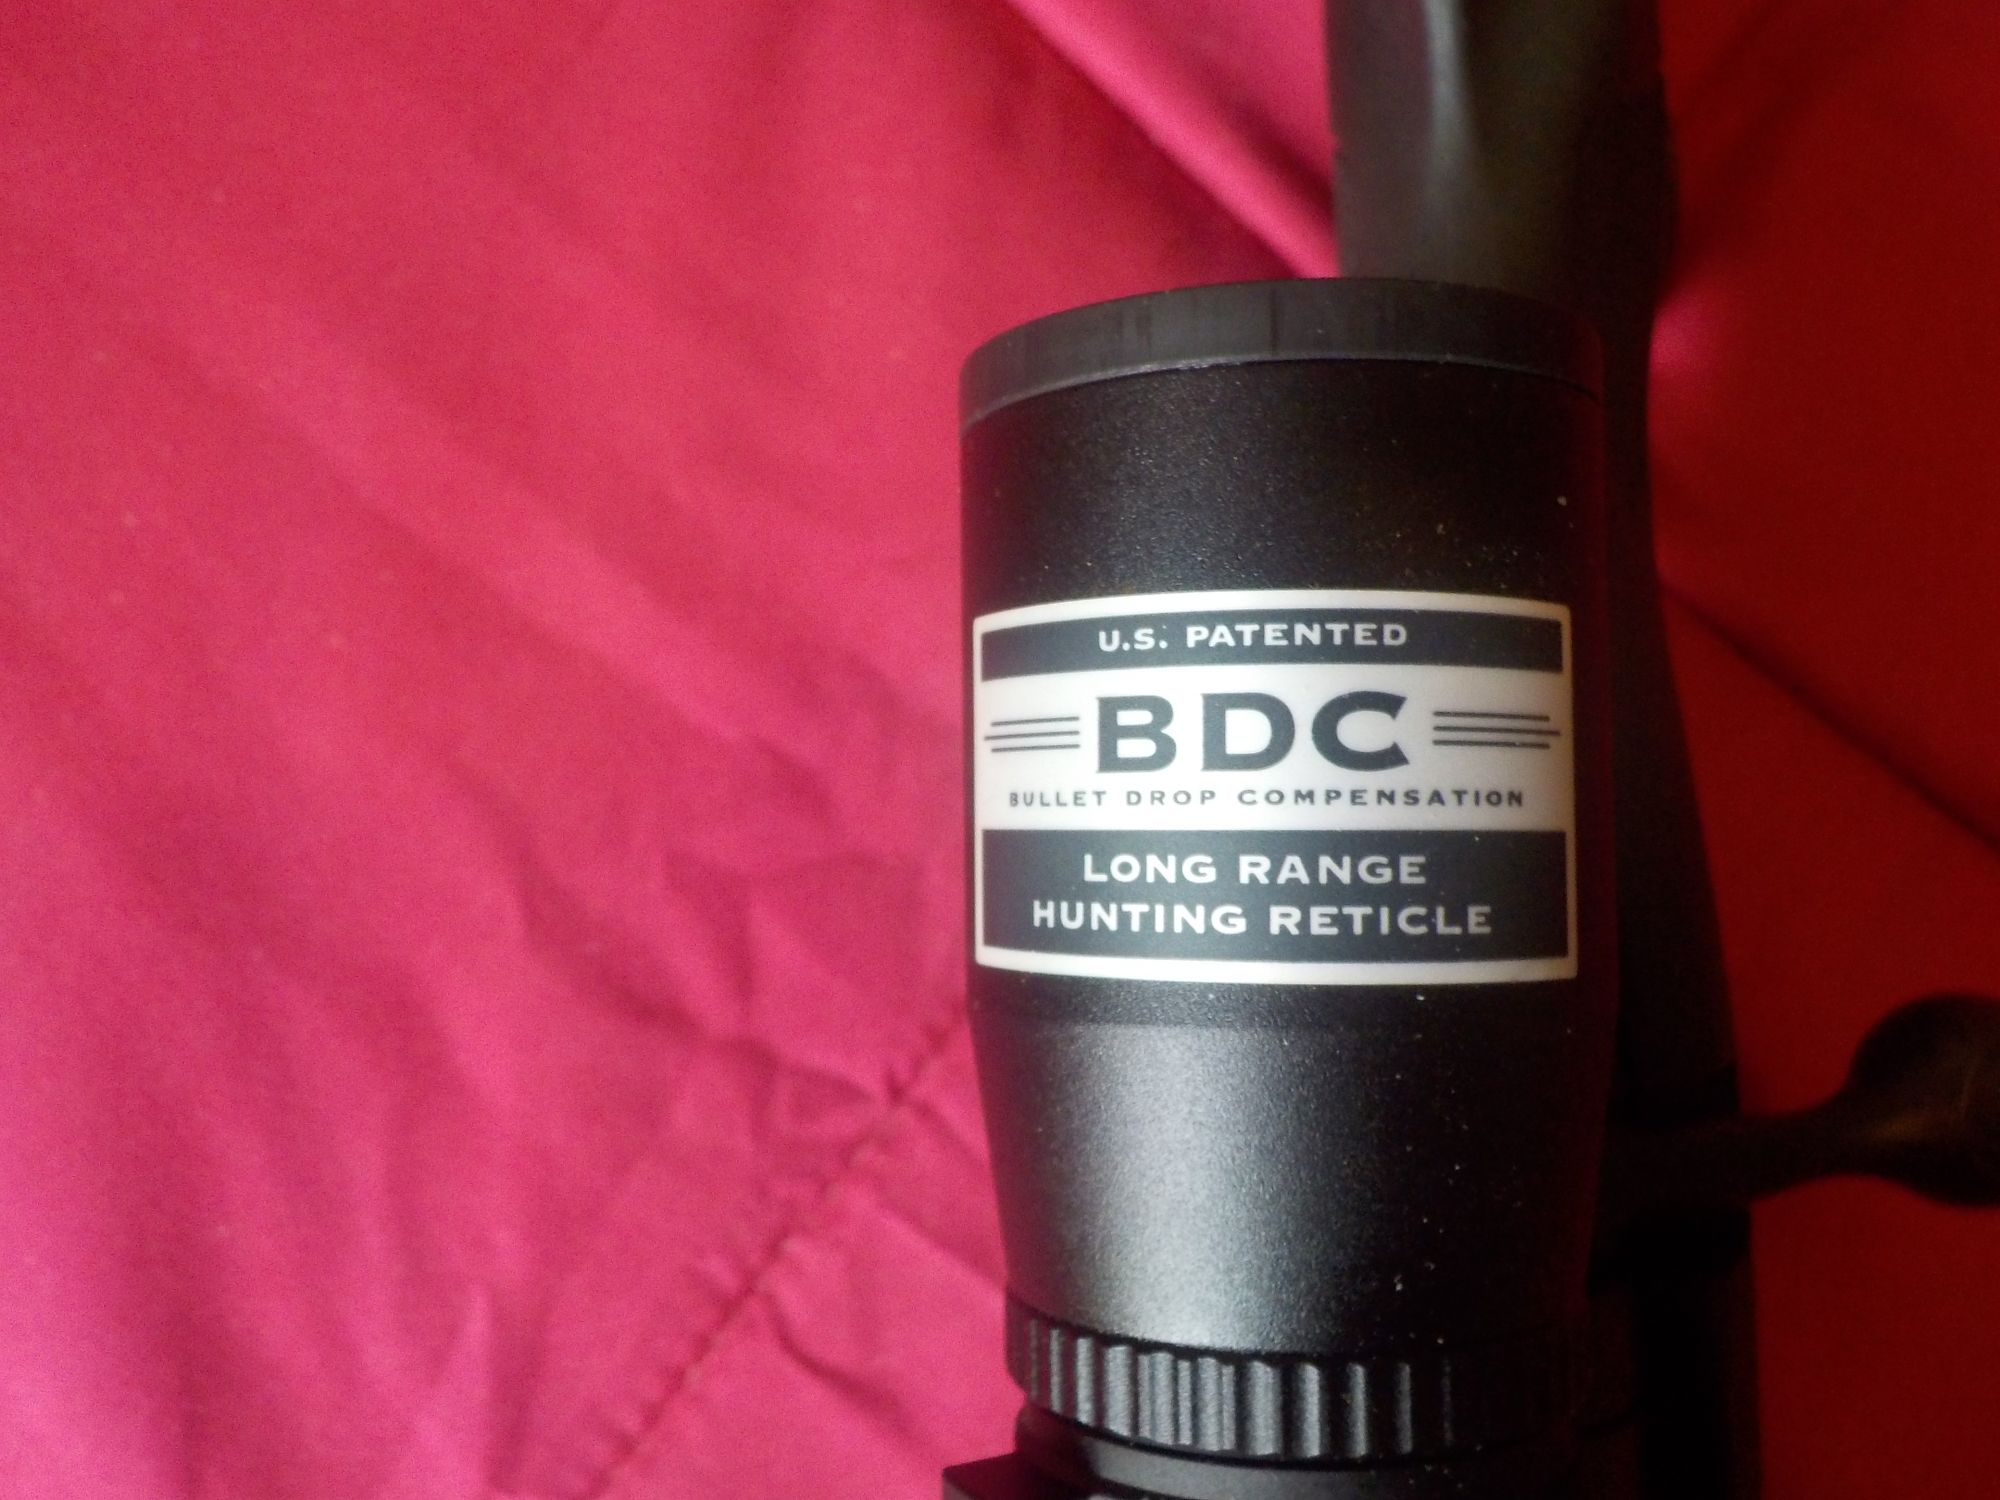 U.S. PATENTED
BDC
BULLET DROP COMPENSATION
LONG RANGE
HUNTING RETICLE